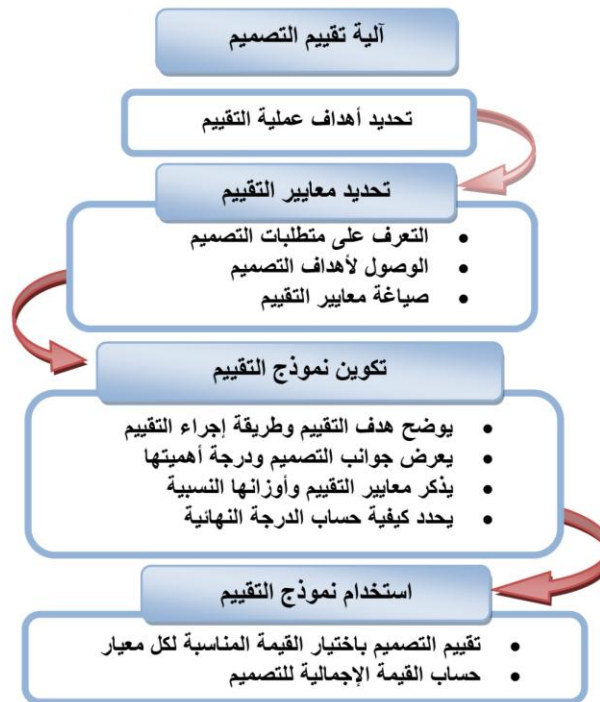 آلية تقييم التصميم
تحديد أهداف عملية التقييم
تحديد معايير التقييم
• التعرف على متطلبات التصميم
• الوصول لأهداف التصميم
• صياغة معايير التقييم
تكوين نموذج التقييم
• يوضح هدف التقييم وطريقة إجراء التقييم
• يعرض جوانب التصميم ودرجة أهميتها
• يذكر معايير التقييم وأوزانها النسبية
• يحدد كيفية حساب الدرجة النهائية
استخدام نموذج التقييم
• تقييم التصميم باختيار القيمة المناسبة لكل معيار
• حساب القيمة الإجمالية للتصميم